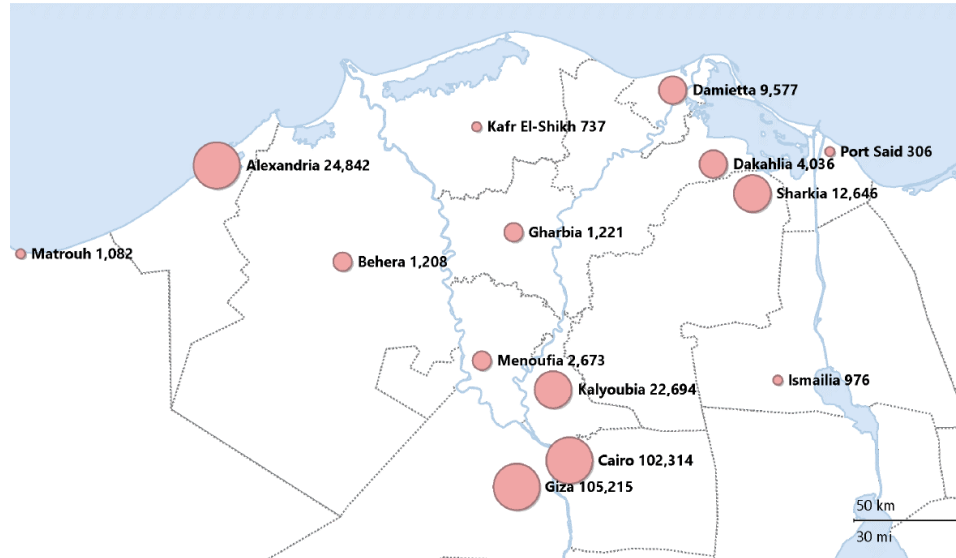 Damietta 9,577
Kafr El-Shikh 737
Port Said 306
Alexandria 24,842
Dakahlia 4,036
Sharkia 12,646
Gharbia 1,221
Matrouh 1,082
Behera 1,208
Menoufia 2,673
Ismailia 976
Kalyoubia 22,694
Cairo 102,314
Giza 105,215
50 km
30 mi